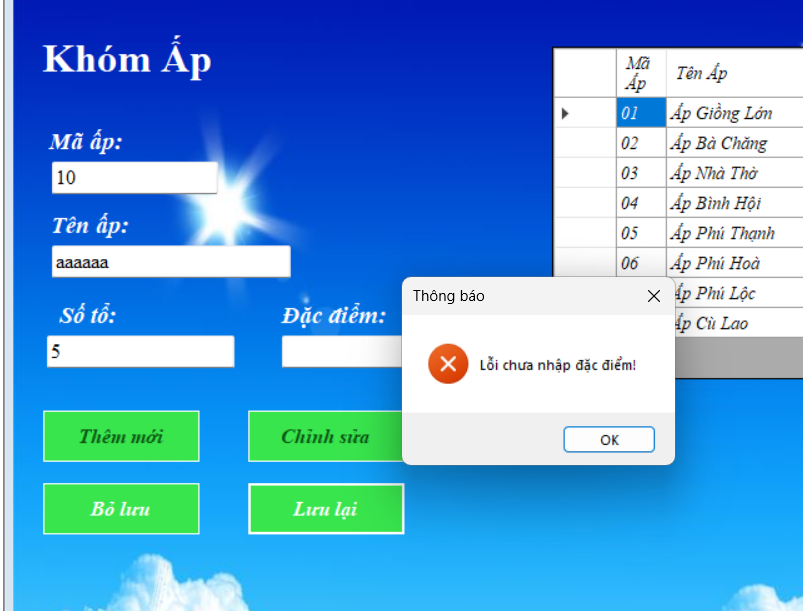 Khóm Ấp
Mã ấp:
10
Tên ấp:
aaaaaa
Số tổ:
Đặc điểm:
5
Thêm mới
Chỉnh sửa
Bỏ lưu
Lưu lại
Mã Ấp
Tên Ấp
01 Ấp Giồng Lớn
02 Ấp Bà Chăng
03 Ấp Nhà Thờ
04 Ấp Bình Hội
05 Ấp Phú Thạnh
06 Ấp Phú Hoà
Ấp Phú Lộc
Ấp Cù Lao
Thông báo
Lỗi chưa nhập đặc điểm!
OK